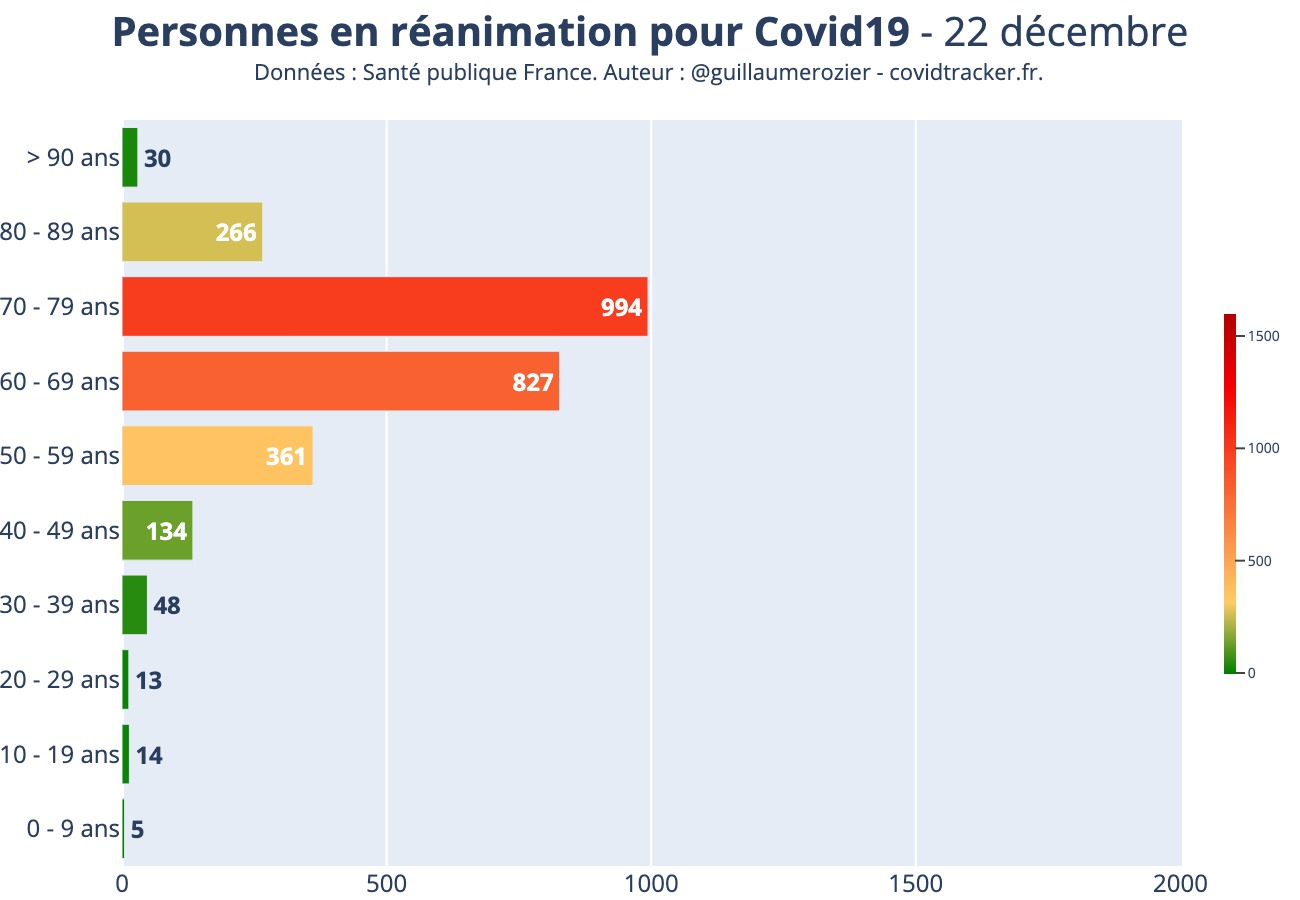 Personnes en réanimation pour Covid19 - 22 décembre
Données : Santé publique France. Auteur : @guillaumerozier - covidtracker.fr.
> 90 ans 30
80 - 89 ans 266
70 - 79 ans 994
60 - 69 ans 827
50 - 59 ans 361
40 - 49 ans 134
30 - 39 ans 48
20 - 29 ans 13
10 - 19 ans 14
0 - 9 ans 5
0 500 1000 1500 2000
1500
1000
500
0